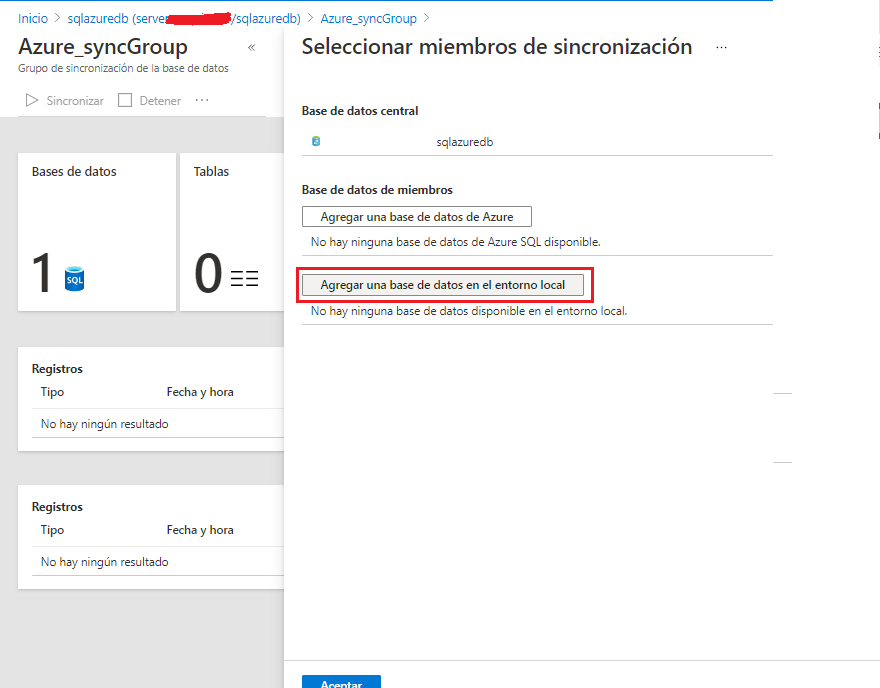 Inicio > sqlazuredb (server /sqlazuredb) > Azure_syncGroup >
Azure_syncGroup «
Grupo de sincronización de la base de datos
Sincronizar Detener ...
Bases de datos
1
SQL
Tablas
0
Registros
Tipo Fecha y hora
No hay ningún resultado
Registros
Tipo Fecha y hora
No hay ningún resultado
Seleccionar miembros de sincronización ...
Base de datos central
sqlazuredb
Base de datos de miembros
Agregar una base de datos de Azure
No hay ninguna base de datos de Azure SQL disponible.
Agregar una base de datos en el entorno local
No hay ninguna base de datos disponible en el entorno local.
Aceptar